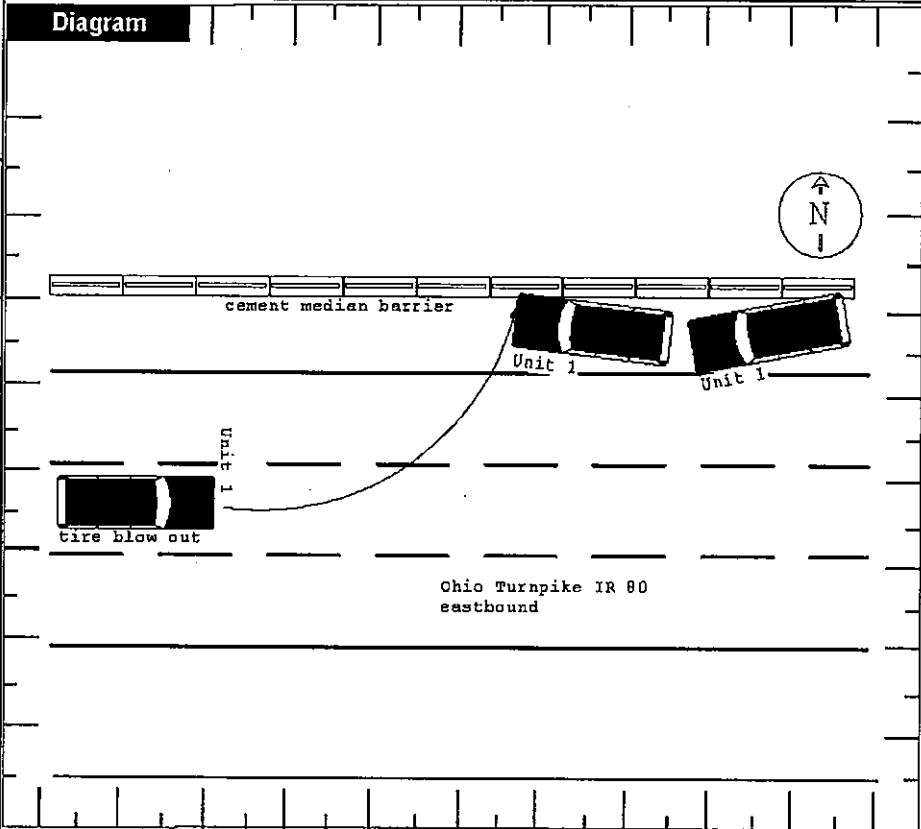 Diagram
N
cement median barrier
Unit 1
Unit 1
Unit 1
tire blow out
Ohio Turnpike IR 80
eastbound